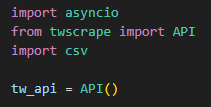 import asyncio
from twscrape import API
import csv
tw_api = API()